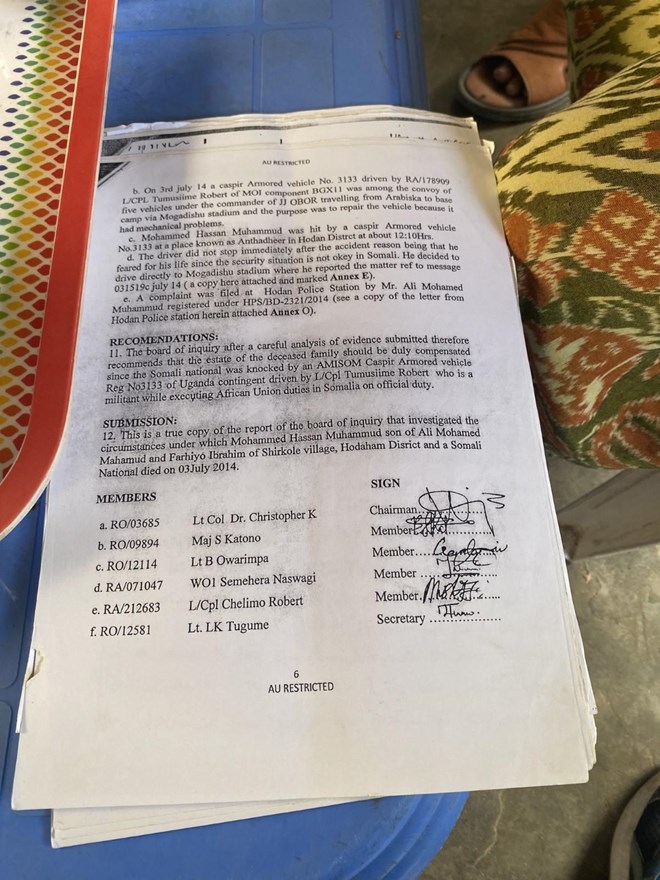 AU RESTRICTED
b. On 3rd july 14 a caspir Armored vehicle No. 3133 driven by RA/178909
L/CPL Tumusiime Robert of MO1 component BGX11 was among the convoy of
five vehicles under the commander of JJ OBOR travelling from Arabiska to base
camp via Mogadishu stadium and the purpose was to repair the vehicle because it
had mechanical problems.
c. Mohammed Hassan Muhammud was hit by a caspir Armored vehicle
No.3133 at a place known as Anthadheer in Hodan Distrct at about 12:10Hrs.
d. The driver did not stop immediately after the accident reason being that he
feared for his life since the security situation is not okey in Somali. He decided to
drive directly to Mogadishu stadium where he reported the matter ref to message
031519c july 14 ( a copy here attached and marked Annex E).
e. A complaint was filed at Hodan Police Station by Mr. Ali Mohamed
Muhammud registered under HPS/BD-2321/2014 (see a copy of the letter from
Hodan Police station herein attached Annex O).
RECOMENDATIONS:
11. The board of inquiry after a careful analysis of evidence submitted therefore
recommends that the estate of the deceased family should be duly compensated
since the Somali national was knocked by an AMISOM Caspir Armored vehicle
Reg No3133 of Uganda contingent driven by L/Cpl Tumusiime Robert who is a
militant while executing African Union duties in Somalia on official duty.
SUBMISSION:
12. This is a true copy of the report of the board of inquiry that investigated the
circumstances under which Mohammed Hassan Muhammud son of Ali Mohamed
Mahamud and Farhiyo Ibrahim of Shirkole village, Hodaham District and a Somali
National died on 03July 2014.
MEMBERS SIGN
a. RO/03685 Lt Col Dr. Christopher K Chairman
b. RO/09894 Maj S Katono Member
c. RO/12114 Lt B Owarimpa Member
d. RA/071047 WO1 Semehera Naswagi Member
e. RA/212683 L/Cpl Chelimo Robert Member
f. RO/12581 Lt. LK Tugume Secretary
6
AU RESTRICTED